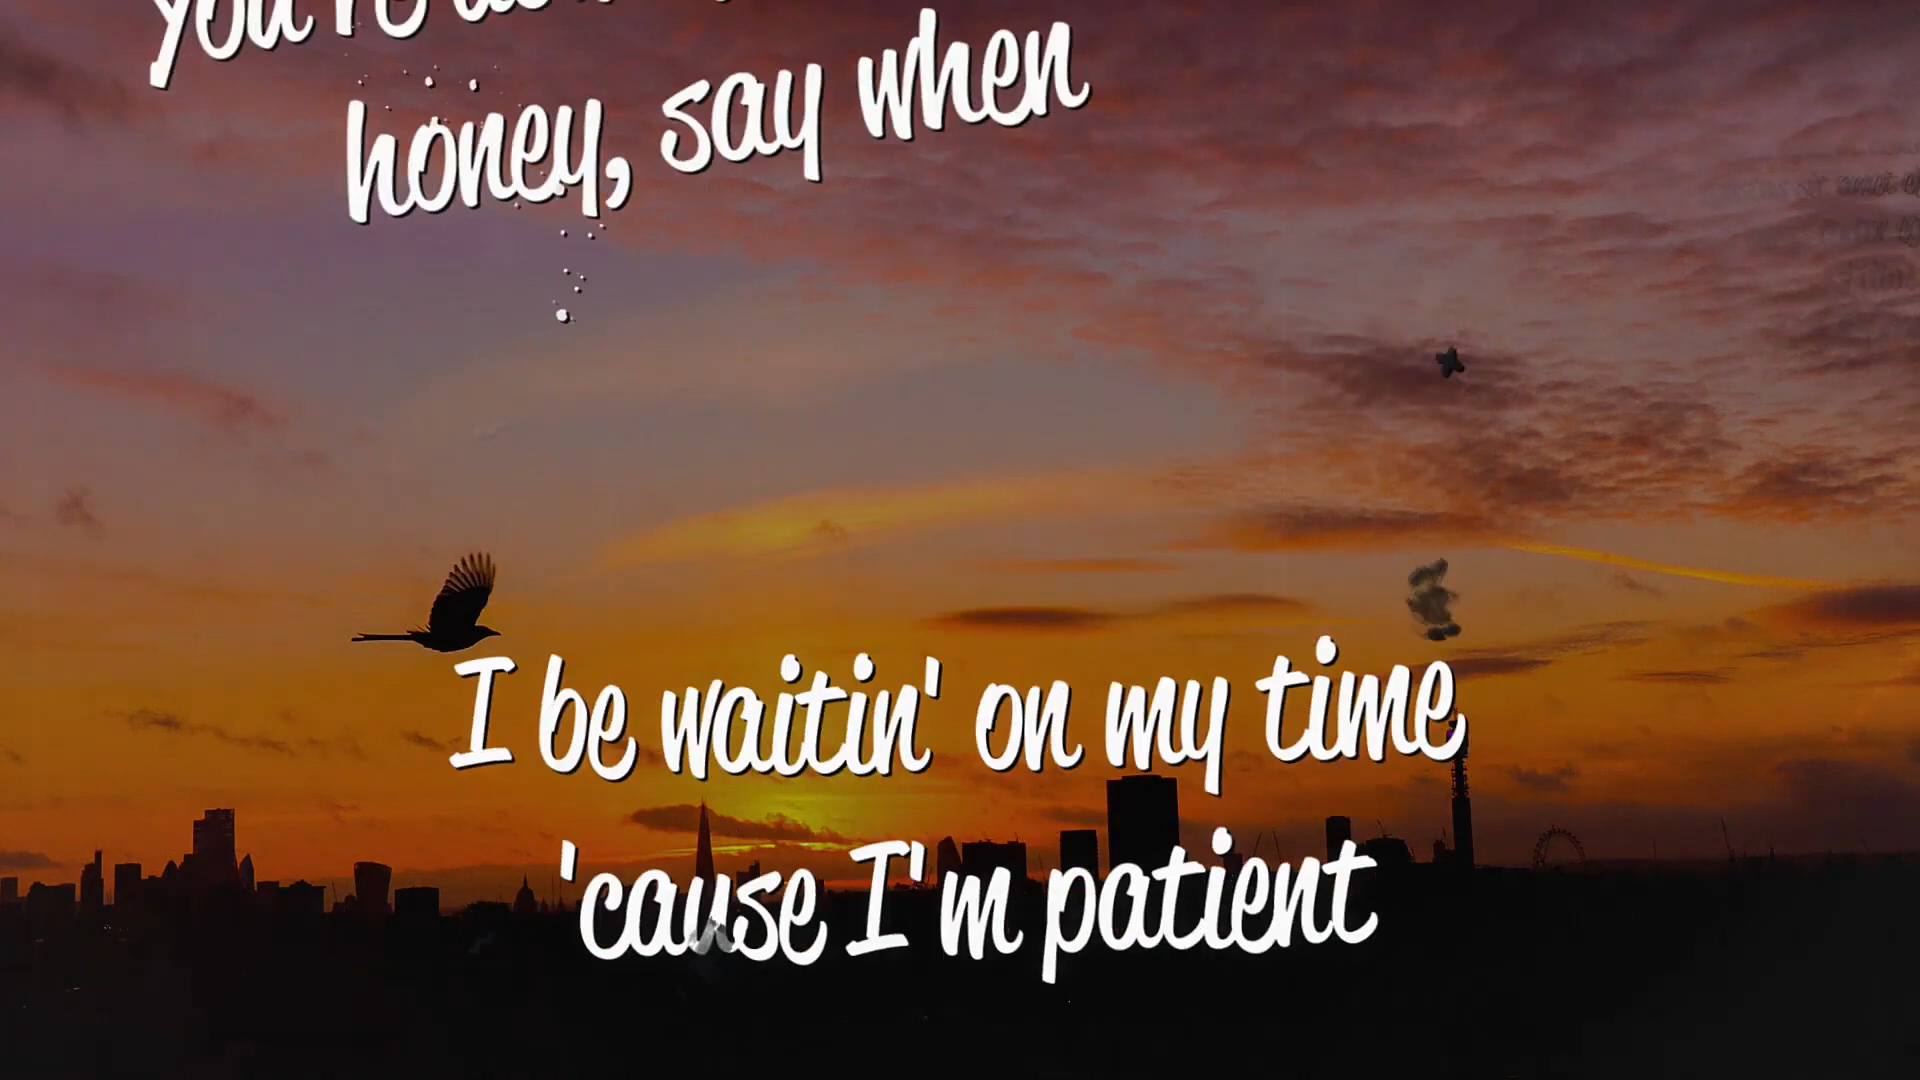 honey, say when
I be waitin' on my time
'cause I'm patient